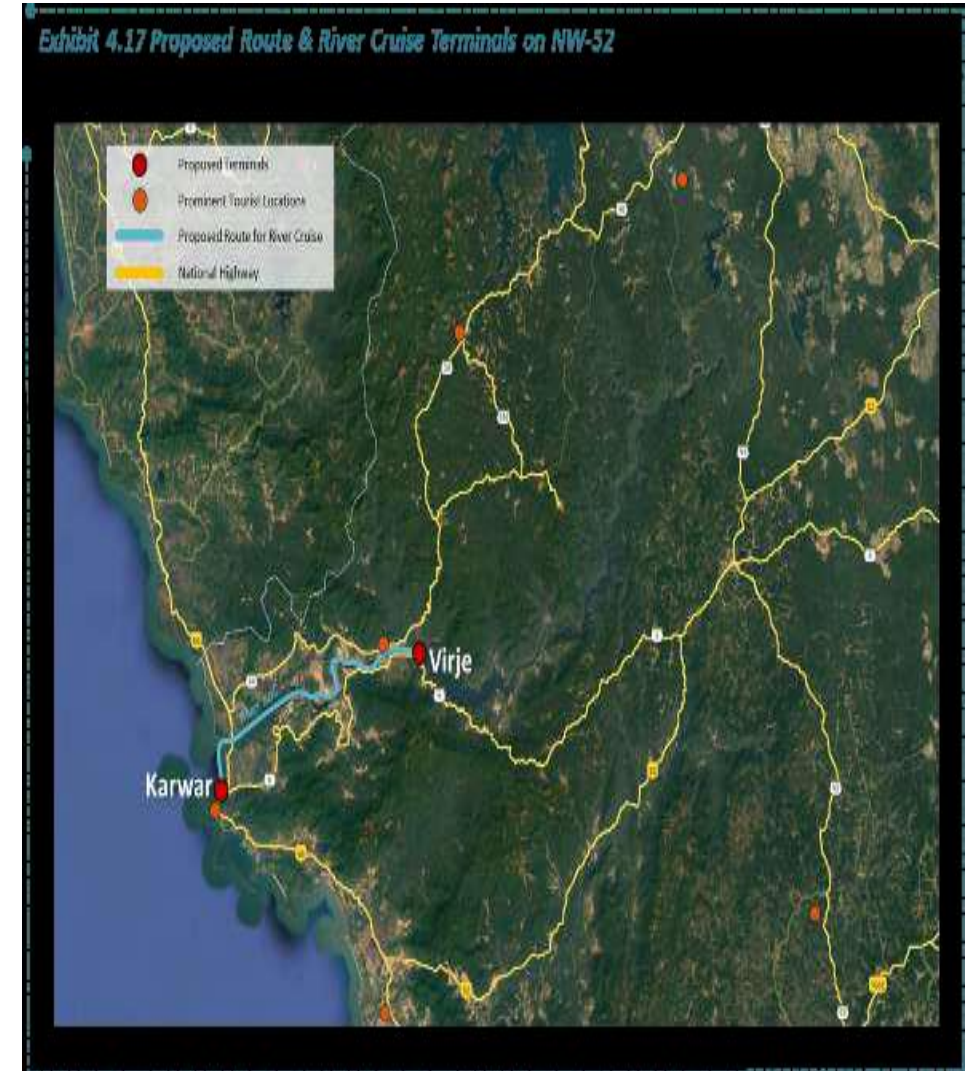 Exhibit 4.17 Proposed Route & River Cruise Terminals on NW-52
Proposed Terminals
Prominent Tourist Locations
Proposed Route for River Cruise
National Highway
Virje
Karwar